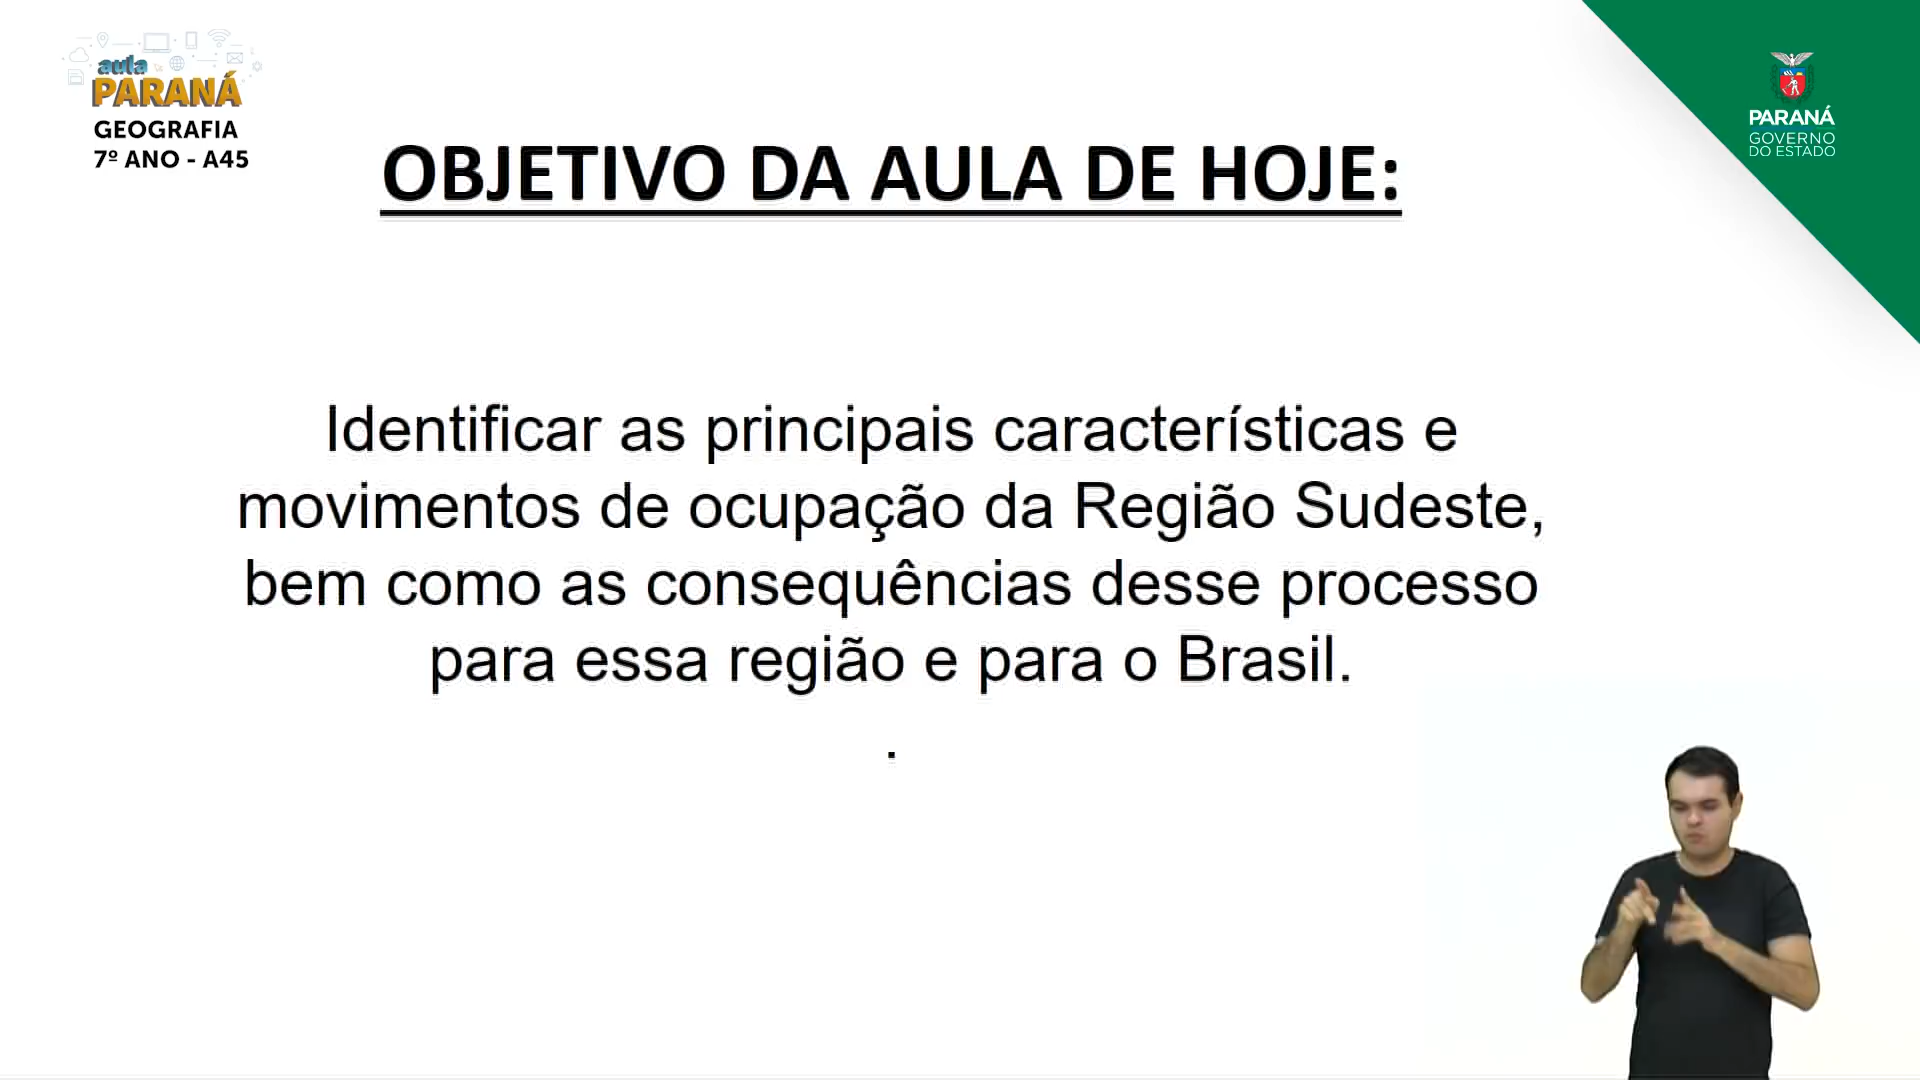 aula
PARANÁ
GEOGRAFIA
7º ANO - A45
PARANÁ
GOVERNO
DO ESTADO
OBJETIVO DA AULA DE HOJE:
Identificar as principais características e
movimentos de ocupação da Região Sudeste,
bem como as consequências desse processo
para essa região e para o Brasil.
.